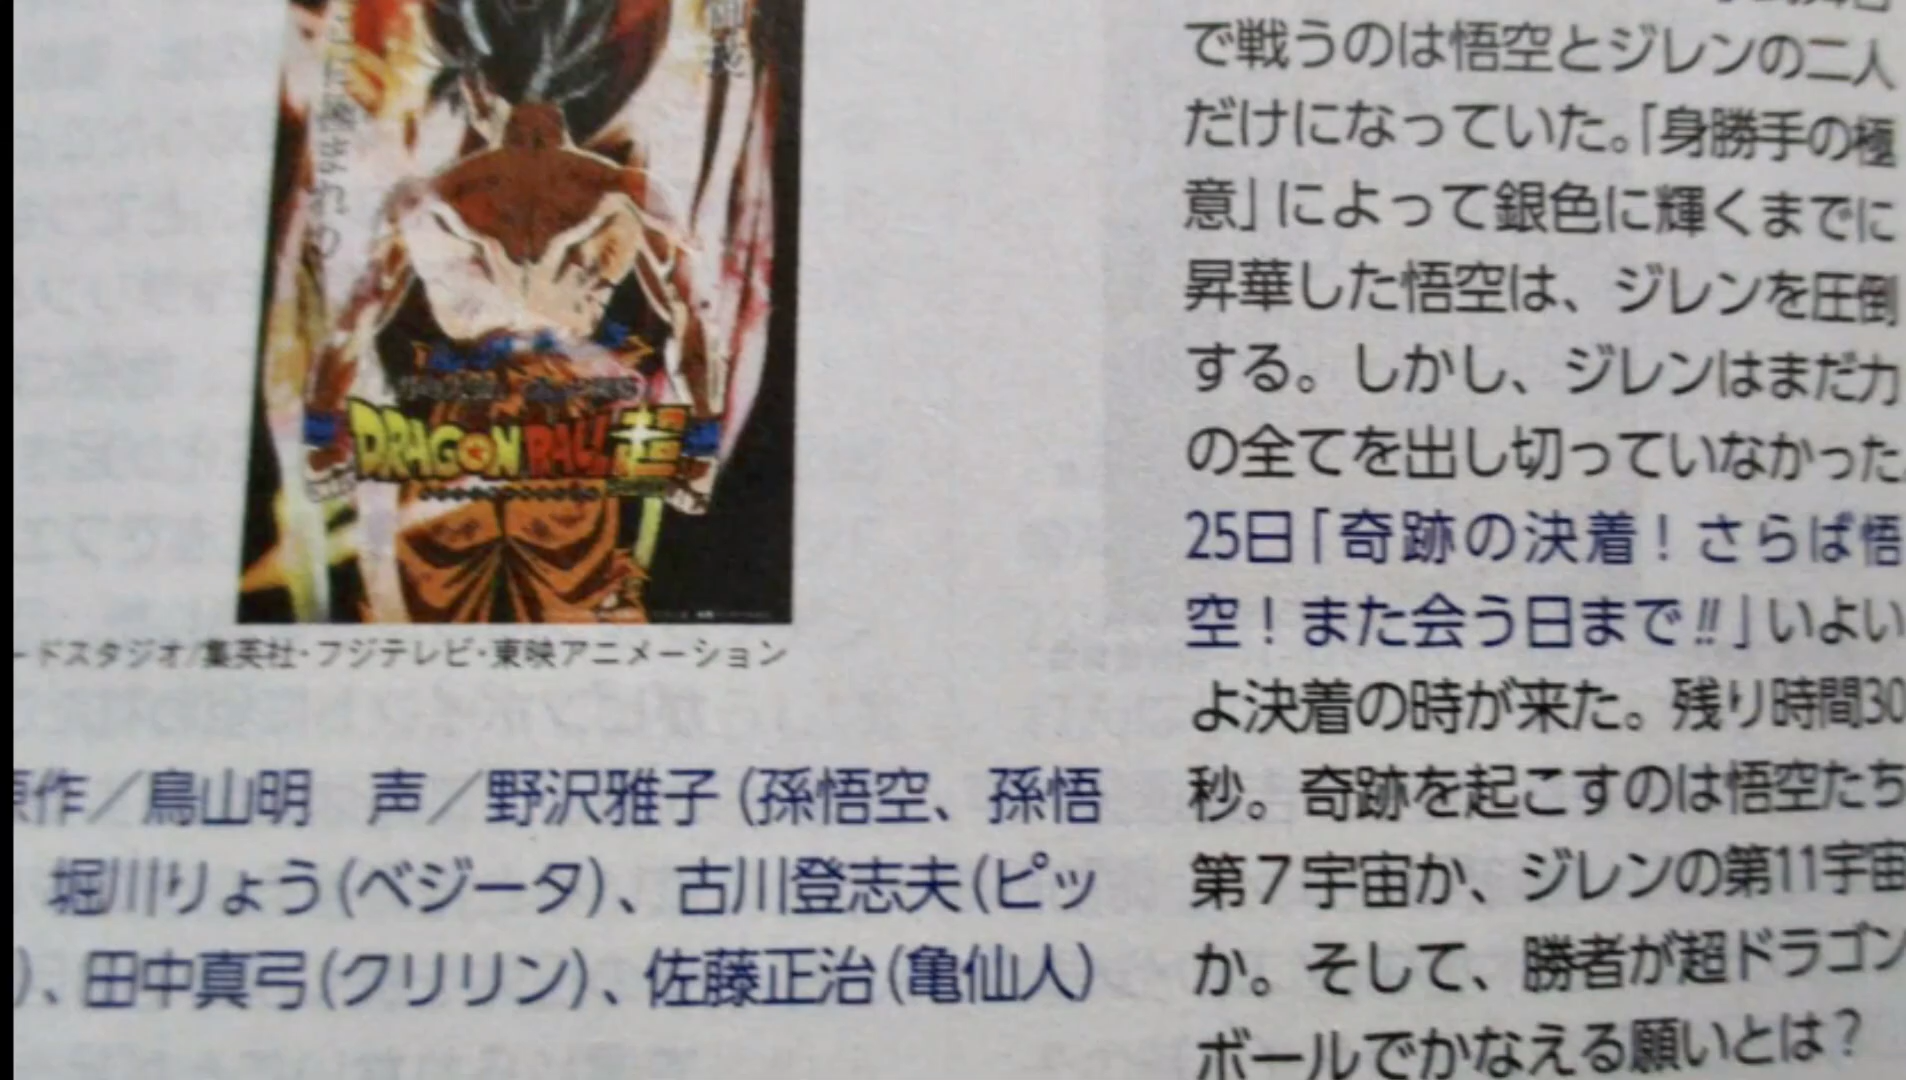 DRAGON BALL超
ードスタジオ/集英社・フジテレビ・東映アニメーション
原作／鳥山明　声／野沢雅子(孫悟空、孫悟
堀川りょう(ベジータ)、古川登志夫(ピッ
)、田中真弓(クリリン)、佐藤正治(亀仙人)
で戦うのは悟空とジレンの二人
だけになっていた。「身勝手の極
意」によって銀色に輝くまでに
昇華した悟空は、ジレンを圧倒
する。しかし、ジレンはまだ力
の全てを出し切っていなかった
25日「奇跡の決着！さらば悟
空！また会う日まで!!」いよい
よ決着の時が来た。残り時間30
秒。奇跡を起こすのは悟空たち
第7宇宙か、ジレンの第11宇宙
か。そして、勝者が超ドラゴン
ボールでかなえる願いとは？